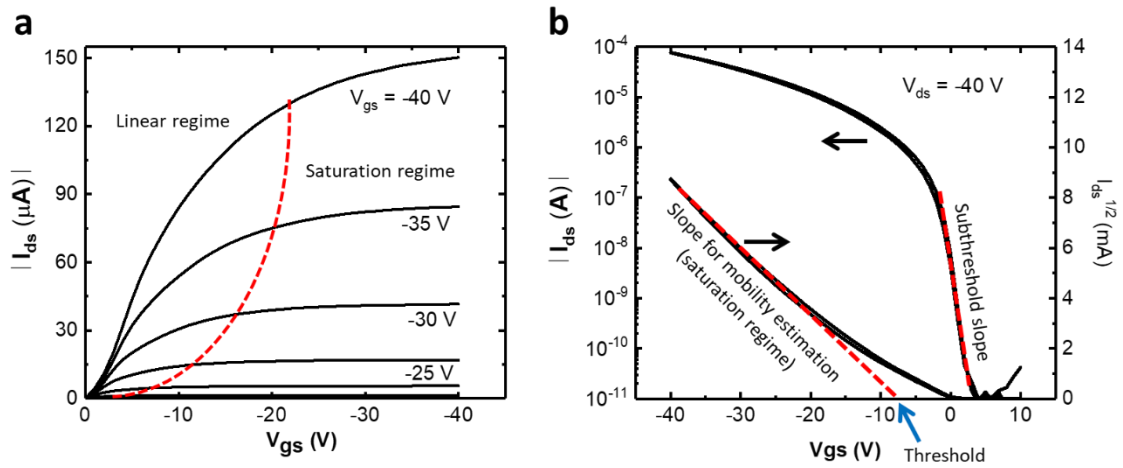 a
| Ids (μA) |
150
120
90
60
30
0
Linear regime
Vgs = -40 V
Saturation regime
-35 V
-30 V
-25 V
0 -10 -20 -30 -40
Vgs (V)
b
| Ids (A) |
10-4
10-5
10-6
10-7
10-8
10-9
10-10
10-11
Vds = -40 V
Slope for mobility estimation
(saturation regime)
Subthreshold slope
14
12
10
8
6
4
2
0
Ids1/2 (mA)
-40 -30 -20 -10 0 10
Vgs (V)
Threshold